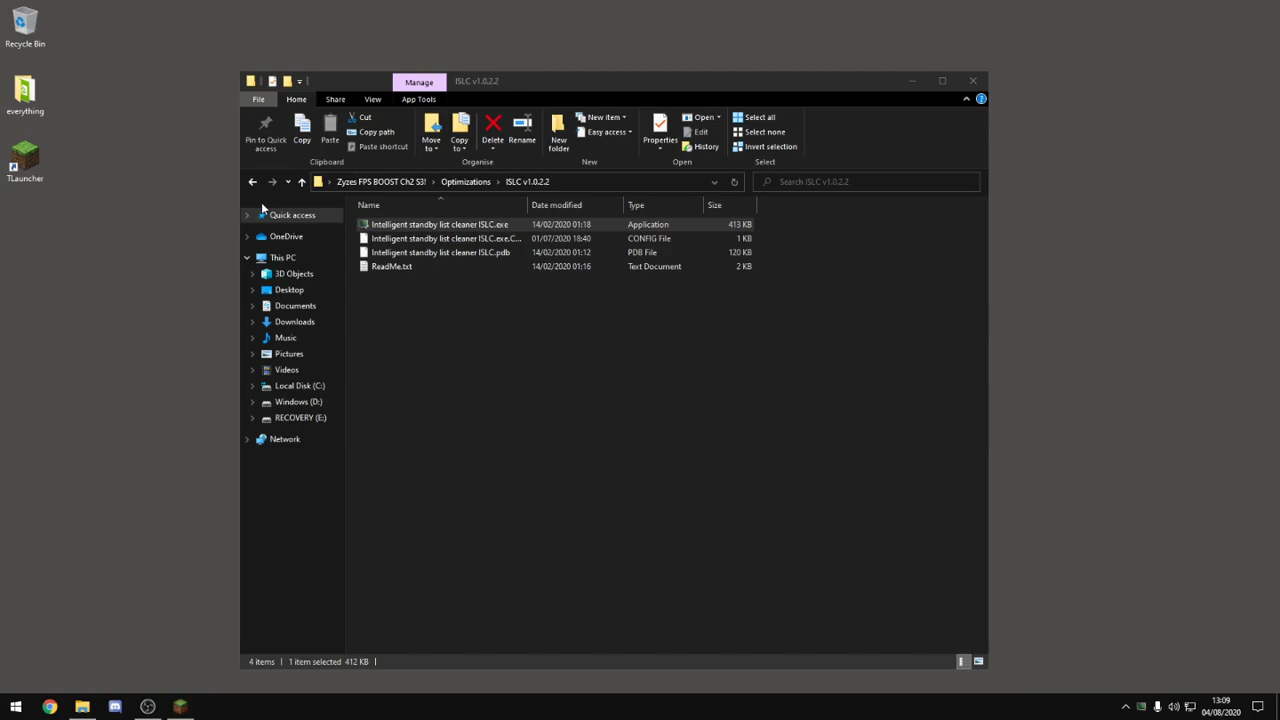 Recycle Bin
everything
TLauncher
Manage
ISLC v1.0.2.2
File
Home
Share
View
App Tools
Pin to Quick access
Copy
Paste
Cut
Copy path
Paste shortcut
Clipboard
Move to
Copy to
Delete
Rename
Organise
New folder
New item
Easy access
New
Properties
Open
Edit
History
Open
Select all
Select none
Invert selection
Select
Zyzes FPS BOOST Ch2 S3!
Optimizations
ISLC v1.0.2.2
Search ISLC v1.0.2.2
Name Date modified Type Size
Intelligent standby list cleaner ISLC.exe 14/02/2020 01:18 Application 413 KB
Intelligent standby list cleaner ISLC.exe.C... 01/07/2020 18:40 CONFIG File 1 KB
Intelligent standby list cleaner ISLC.pdb 14/02/2020 01:12 PDB File 120 KB
ReadMe.txt 14/02/2020 01:16 Text Document 2 KB
Quick access
OneDrive
This PC
3D Objects
Desktop
Documents
Downloads
Music
Pictures
Videos
Local Disk (C:)
Windows (D:)
RECOVERY (E:)
Network
4 items 1 item selected 412 KB
13:09
04/08/2020